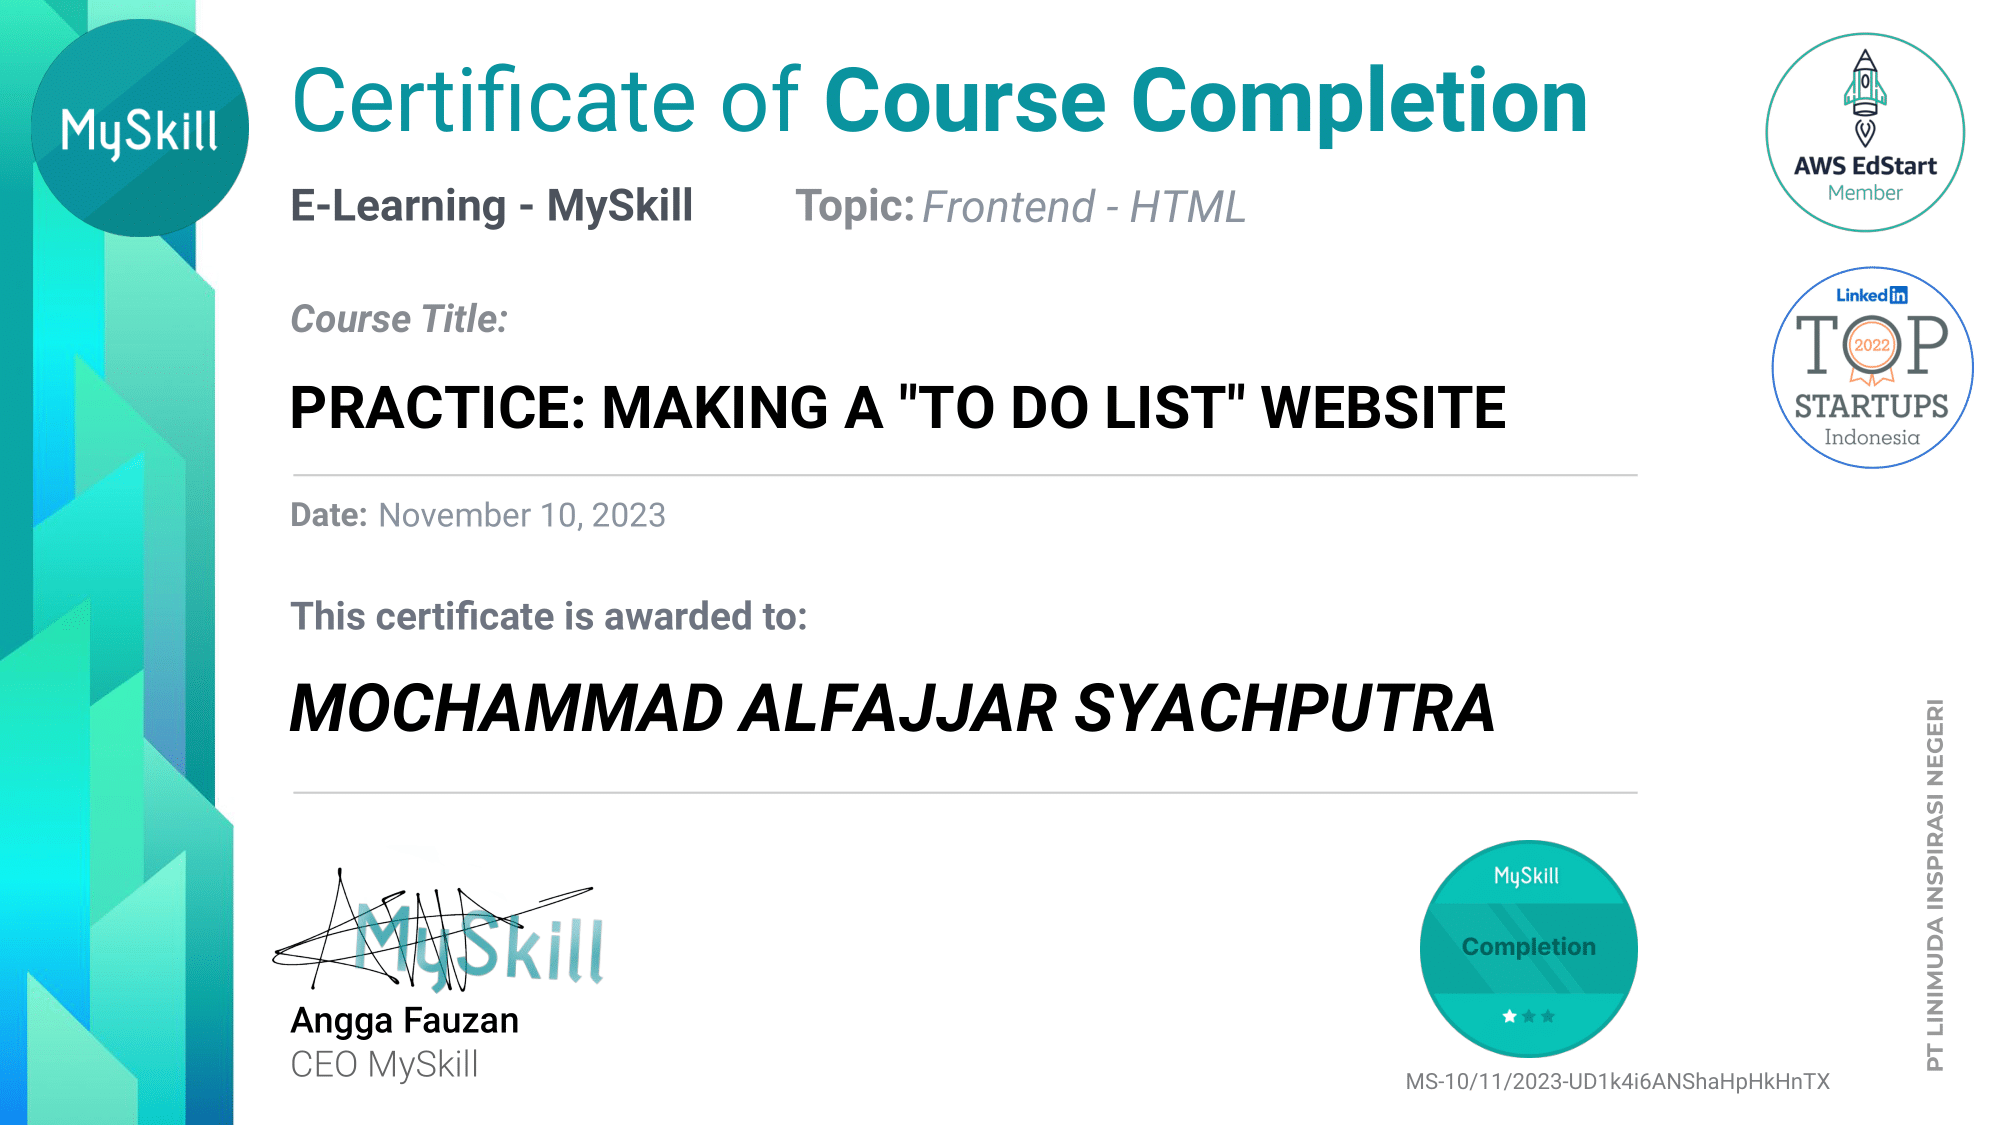 MySkill
Certificate of Course Completion
E-Learning - MySkill
Topic: Frontend - HTML
AWS EdStart
Member
LinkedIn
TOP
2022
STARTUPS
Indonesia
Course Title:
PRACTICE: MAKING A "TO DO LIST" WEBSITE
Date: November 10, 2023
This certificate is awarded to:
MOCHAMMAD ALFAJJAR SYACHPUTRA
MySkill
Angga Fauzan
CEO MySkill
MySkill
Completion
MS-10/11/2023-UD1k4i6ANShaHpHkHnTX
PT LINIMUDA INSPIRASI NEGERI